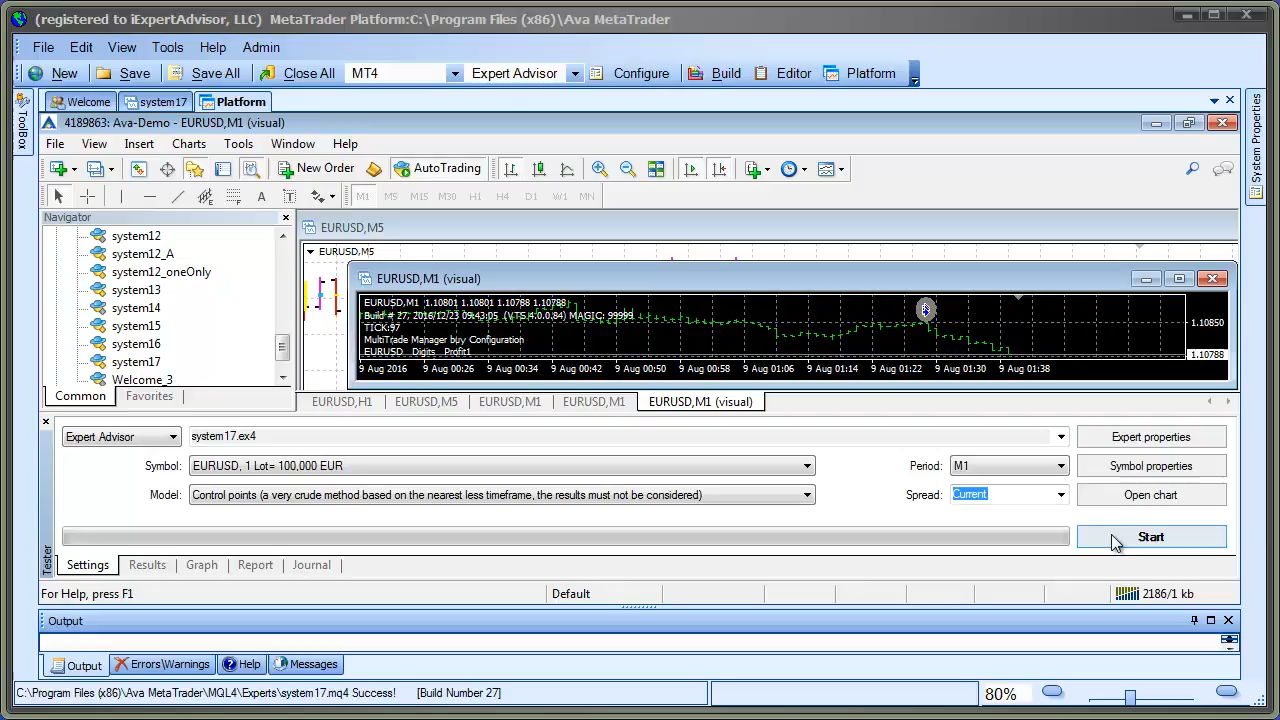 (registered to iExpertAdvisor, LLC) MetaTrader Platform:C:\Program Files (x86)\Ava MetaTrader
File Edit View Tools Help Admin
New Save Save All Close All MT4 Expert Advisor Configure Build Editor Platform
ToolBox
System Properties
Welcome system17 Platform
4189863: Ava-Demo - EURUSD,M1 (visual)
File View Insert Charts Tools Window Help
New Order AutoTrading
A T M1 M5 M15 M30 H1 H4 D1 W1 MN
Navigator
system12
system12_A
system12_oneOnly
system13
system14
system15
system16
system17
Welcome_3
Common Favorites
EURUSD,M5
EURUSD,M5
EURUSD,M1 (visual)
EURUSD,M1 1.10801 1.10801 1.10788 1.10788
Build # 27, 2016/12/23 09:43:05 (VTS 4.0.0.84) MAGIC: 99999
TICK:97
MultiTrade Manager buy Configuration
EURUSD Digits Profit1
1.10850
1.10788
9 Aug 2016 9 Aug 00:26 9 Aug 00:34 9 Aug 00:42 9 Aug 00:50 9 Aug 00:58 9 Aug 01:06 9 Aug 01:14 9 Aug 01:22 9 Aug 01:30 9 Aug 01:38
EURUSD,H1 EURUSD,M5 EURUSD,M1 EURUSD,M1 EURUSD,M1 (visual)
Tester
Expert Advisor system17.ex4 Expert properties
Symbol: EURUSD, 1 Lot= 100,000 EUR Period: M1 Symbol properties
Model: Control points (a very crude method based on the nearest less timeframe, the results must not be considered) Spread: Current Open chart
Start
Settings Results Graph Report Journal
For Help, press F1 Default 2186/1 kb
Output
Output Errors\Warnings Help Messages
C:\Program Files (x86)\Ava MetaTrader\MQL4\Experts\system17.mq4 Success! [Build Number 27] 80%